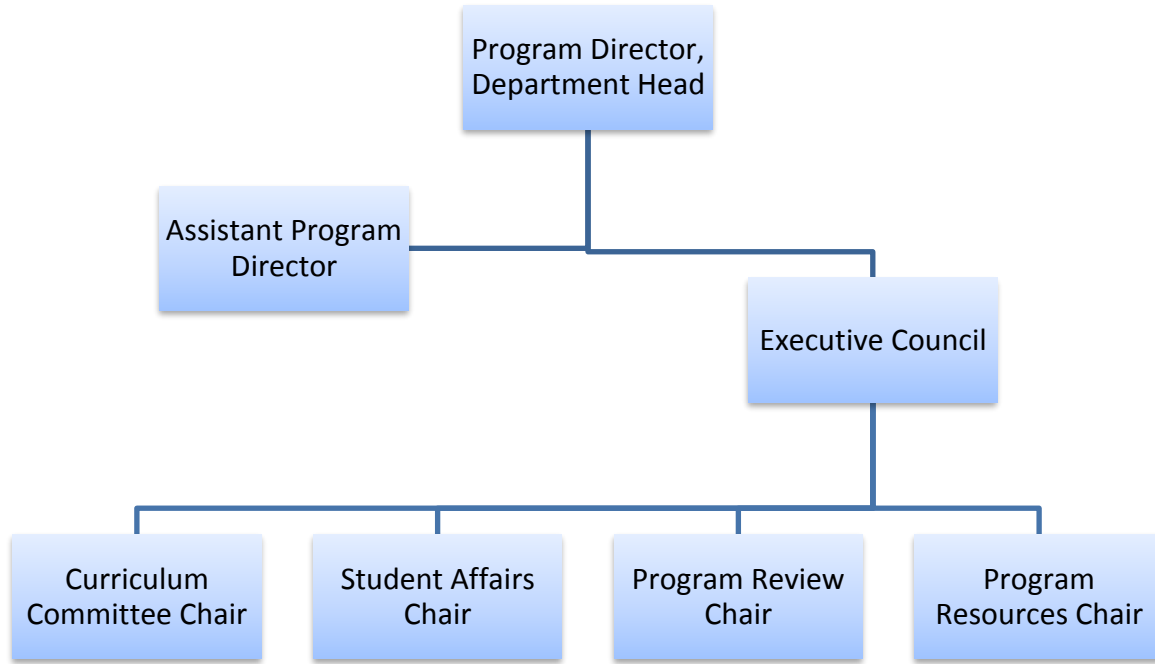 Program Director,
Department Head
Assistant Program
Director
Executive Council
Curriculum
Committee Chair
Student Affairs
Chair
Program Review
Chair
Program
Resources Chair